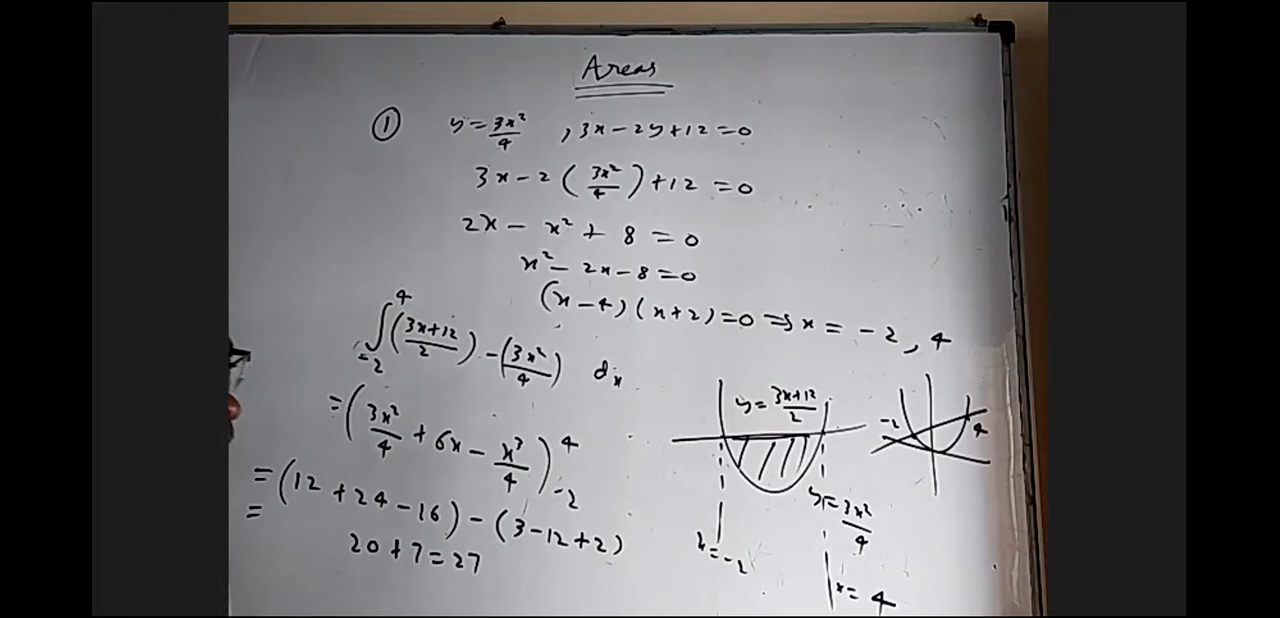 Areas
① y = 3x²/4 , 3x - 2y + 12 = 0
3x - 2 (3x²/4) + 12 = 0
2x - x² + 8 = 0
x² - 2x - 8 = 0
(x - 4) (x + 2) = 0 ⇒ x = -2, 4
∫₋₂⁴ (3x+12/2) - (3x²/4) dx
= (3x²/4 + 6x - x³/4)₋₂⁴
= (12 + 24 - 16) - (3 - 12 + 2)
= 20 + 7 = 27
y = 3x+12/2
y = 3x²/4
x = -2
x = 4
-2
4